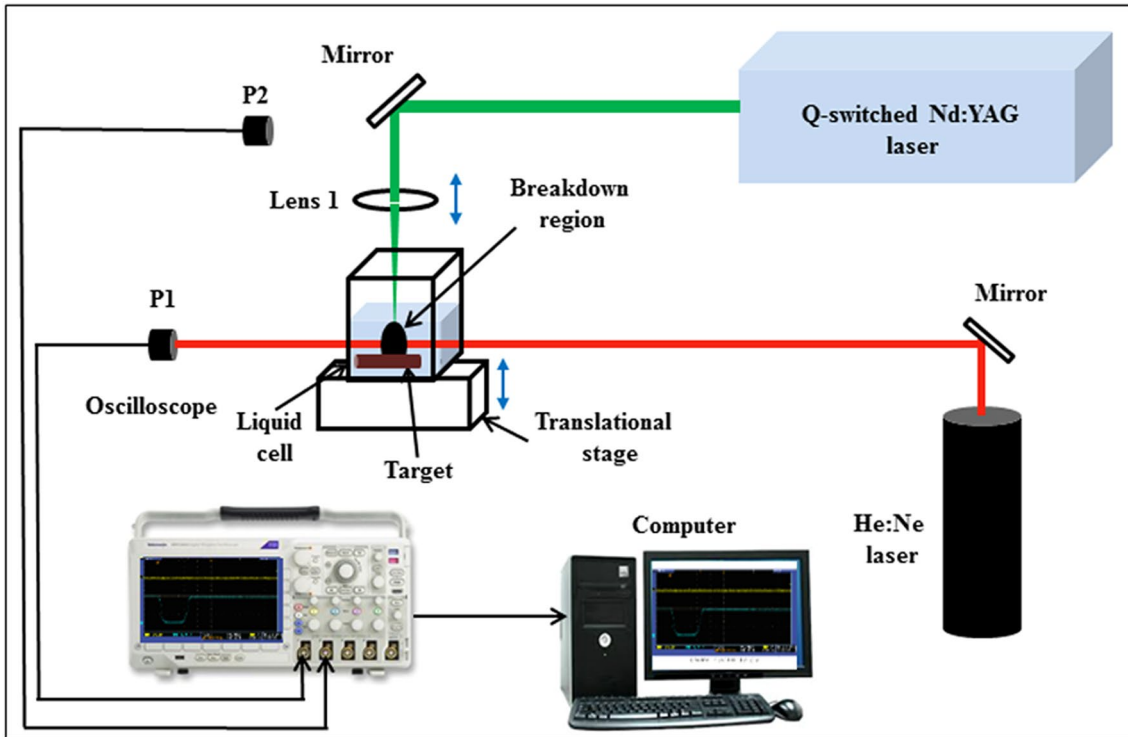 Mirror
P2
Q-switched Nd:YAG
laser
Lens 1
Breakdown
region
P1
Mirror
Oscilloscope
Liquid
cell
Target
Translational
stage
He:Ne
laser
Computer